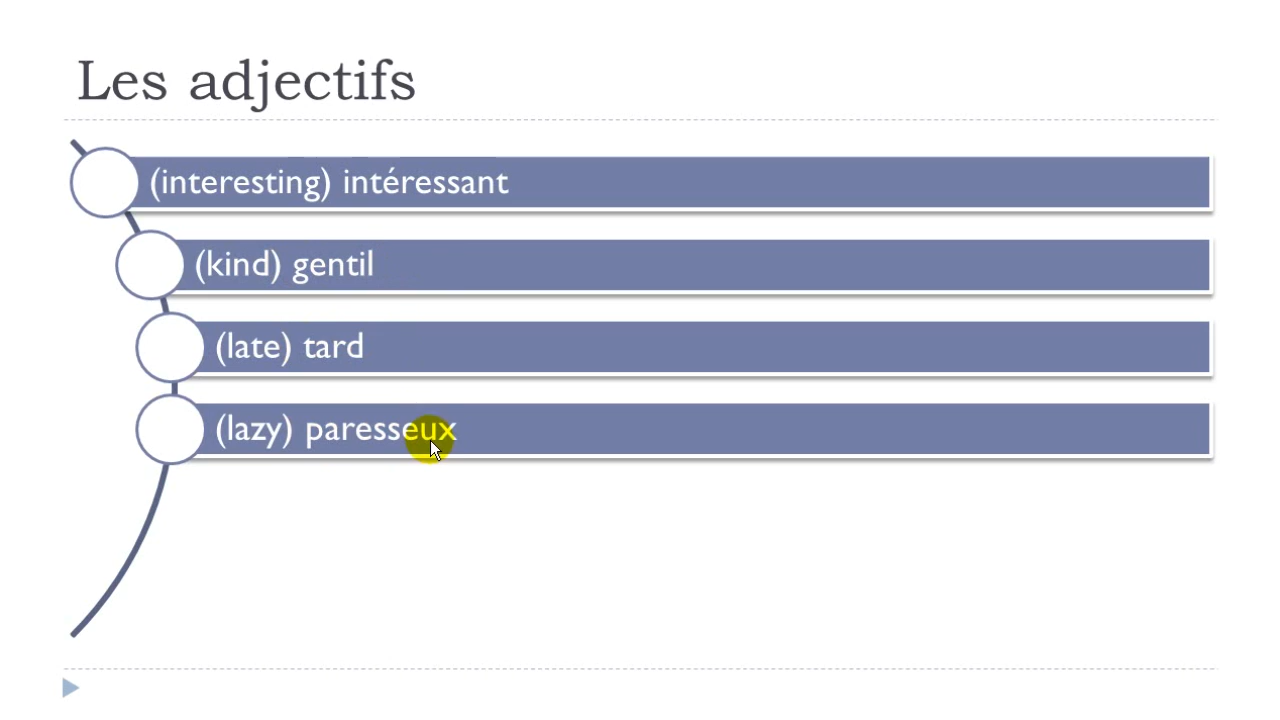 Les adjectifs
(interesting) intéressant
(kind) gentil
(late) tard
(lazy) paresseux